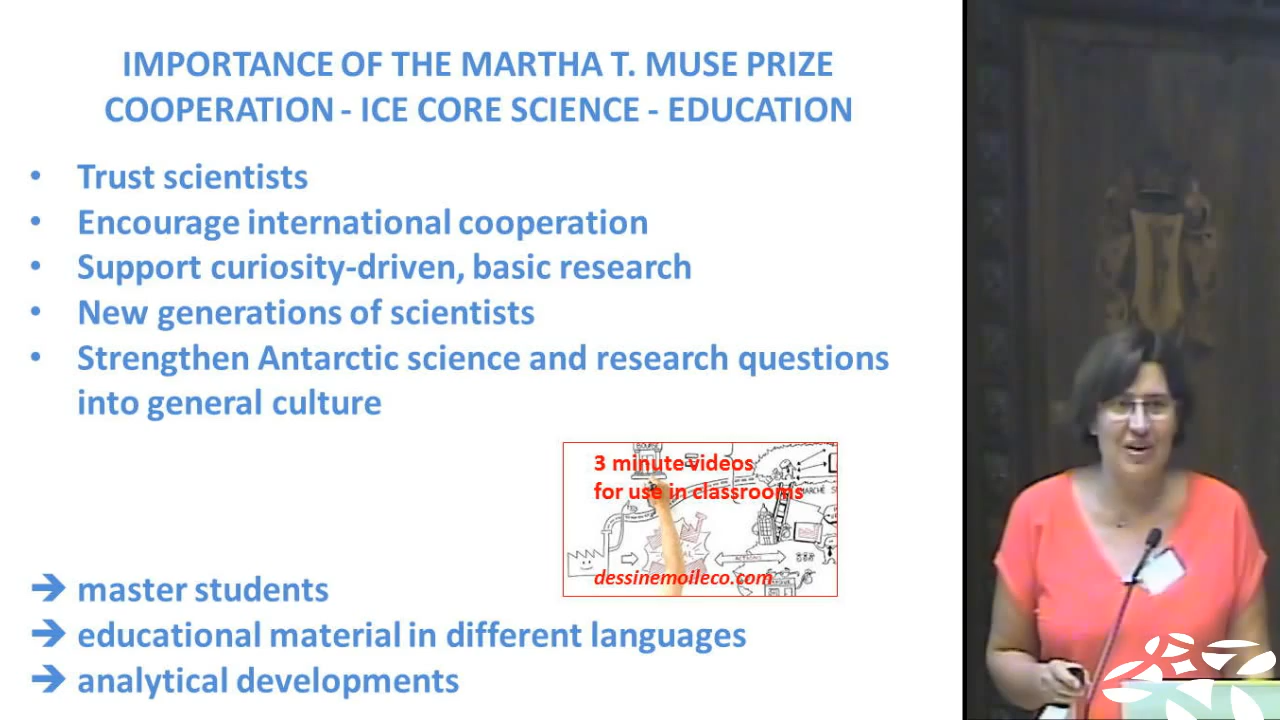 IMPORTANCE OF THE MARTHA T. MUSE PRIZE
COOPERATION - ICE CORE SCIENCE - EDUCATION
• Trust scientists
• Encourage international cooperation
• Support curiosity-driven, basic research
• New generations of scientists
• Strengthen Antarctic science and research questions
into general culture
BOURSE
3 minute videos
for use in classrooms
MARCHÉ
dessinemoileco.com
➔ master students
➔ educational material in different languages
➔ analytical developments